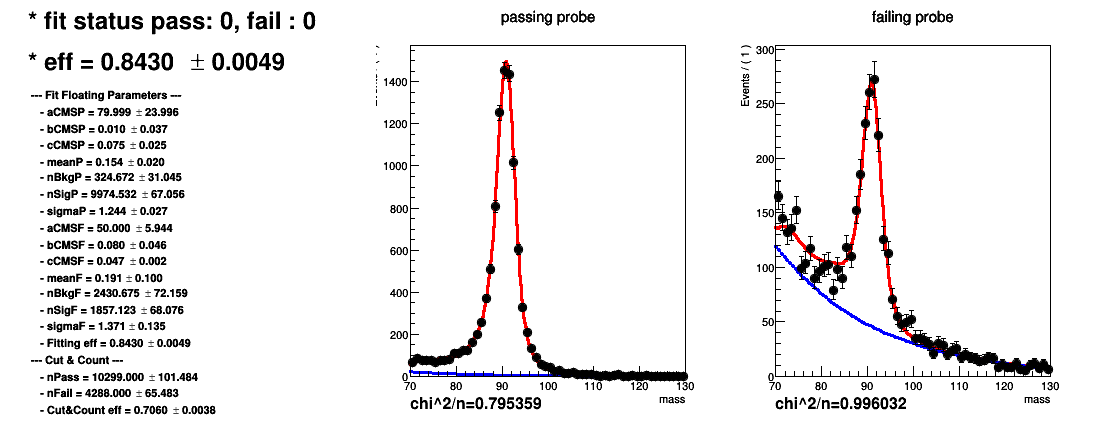 * fit status pass: 0, fail : 0
* eff = 0.8430 ± 0.0049
--- Fit Floating Parameters ---
- aCMSP = 79.999 ± 23.996
- bCMSP = 0.010 ± 0.037
- cCMSP = 0.075 ± 0.025
- meanP = 0.154 ± 0.020
- nBkgP = 324.672 ± 31.045
- nSigP = 9974.532 ± 67.056
- sigmaP = 1.244 ± 0.027
- aCMSF = 50.000 ± 5.944
- bCMSF = 0.080 ± 0.046
- cCMSF = 0.047 ± 0.002
- meanF = 0.191 ± 0.100
- nBkgF = 2430.675 ± 72.159
- nSigF = 1857.123 ± 68.076
- sigmaF = 1.371 ± 0.135
- Fitting eff = 0.8430 ± 0.0049
--- Cut & Count ---
- nPass = 10299.000 ± 101.484
- nFail = 4288.000 ± 65.483
- Cut&Count eff = 0.7060 ± 0.0038
passing probe
1400
1200
1000
800
600
400
200
0
70 80 90 100 110 120 130
mass
chi^2/n=0.795359
failing probe
Events / ( 1 )
300
250
200
150
100
50
0
70 80 90 100 110 120 130
mass
chi^2/n=0.996032